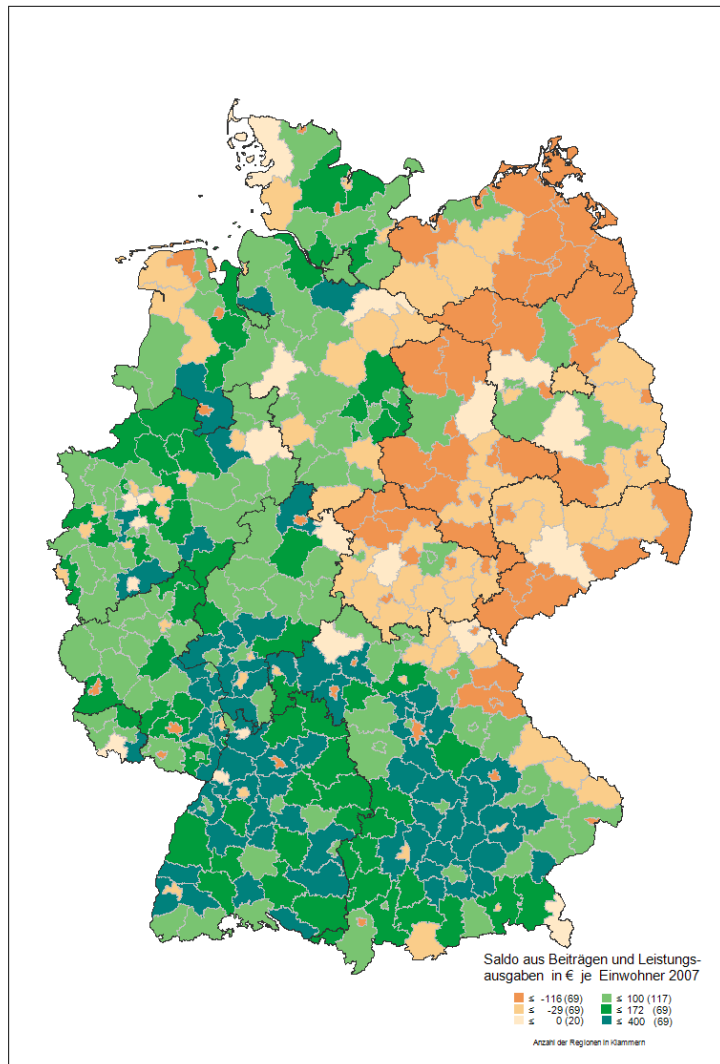 Saldo aus Beiträgen und Leistungs-
ausgaben in € je Einwohner 2007
≤ -116 (69) ≤ 100 (117)
≤ -29 (69) ≤ 172 (69)
≤ 0 (20) ≤ 400 (69)
Anzahl der Regionen in Klammern